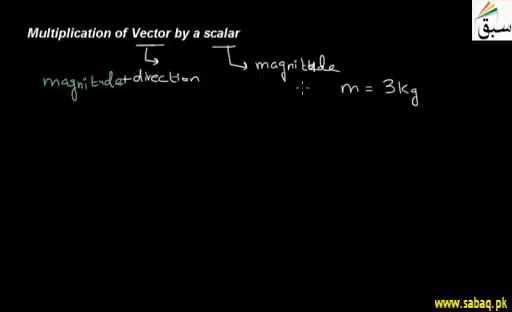 سبق
Multiplication of Vector by a scalar
magnitude + direction
magnitude
m = 3kg
www.sabaq.pk